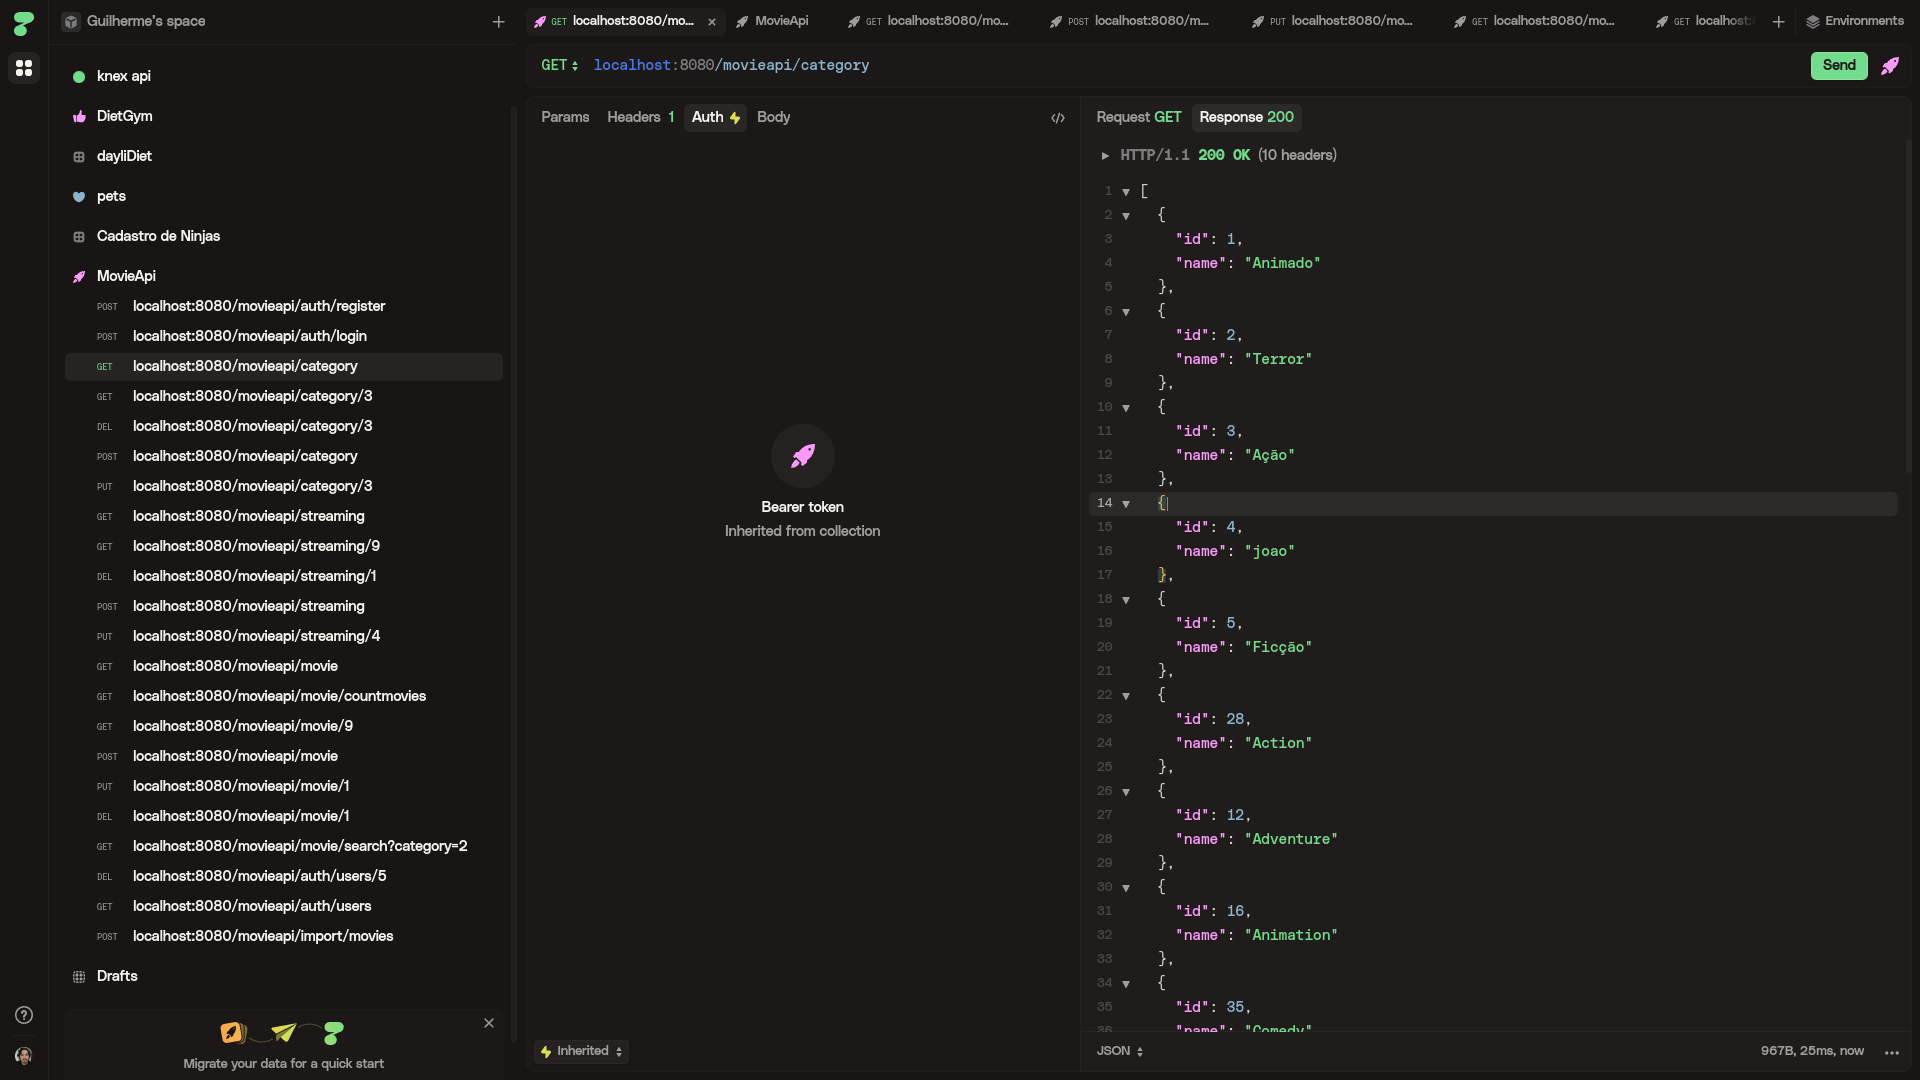 Guilherme's space
knex api
DietGym
dayliDiet
pets
Cadastro de Ninjas
MovieApi
POST localhost:8080/movieapi/auth/register
POST localhost:8080/movieapi/auth/login
GET localhost:8080/movieapi/category
GET localhost:8080/movieapi/category/3
DEL localhost:8080/movieapi/category/3
POST localhost:8080/movieapi/category
PUT localhost:8080/movieapi/category/3
GET localhost:8080/movieapi/streaming
GET localhost:8080/movieapi/streaming/9
DEL localhost:8080/movieapi/streaming/1
POST localhost:8080/movieapi/streaming
PUT localhost:8080/movieapi/streaming/4
GET localhost:8080/movieapi/movie
GET localhost:8080/movieapi/movie/countmovies
GET localhost:8080/movieapi/movie/9
POST localhost:8080/movieapi/movie
PUT localhost:8080/movieapi/movie/1
DEL localhost:8080/movieapi/movie/1
GET localhost:8080/movieapi/movie/search?category=2
DEL localhost:8080/movieapi/auth/users/5
GET localhost:8080/movieapi/auth/users
POST localhost:8080/movieapi/import/movies
Drafts
Migrate your data for a quick start
GET localhost:8080/mo... MovieApi GET localhost:8080/mo... POST localhost:8080/m... PUT localhost:8080/mo... GET localhost:8080/mo... GET localhost: Environments
GET localhost:8080/movieapi/category Send
Params Headers 1 Auth Body </>
Bearer token
Inherited from collection
Inherited
Request GET Response 200
HTTP/1.1 200 OK (10 headers)
1 [
2 {
3 "id": 1,
4 "name": "Animado"
5 },
6 {
7 "id": 2,
8 "name": "Terror"
9 },
10 {
11 "id": 3,
12 "name": "Ação"
13 },
14 {
15 "id": 4,
16 "name": "joao"
17 },
18 {
19 "id": 5,
20 "name": "Ficção"
21 },
22 {
23 "id": 28,
24 "name": "Action"
25 },
26 {
27 "id": 12,
28 "name": "Adventure"
29 },
30 {
31 "id": 16,
32 "name": "Animation"
33 },
34 {
35 "id": 35,
36 "name": "Comedy"
JSON 967B, 25ms, now